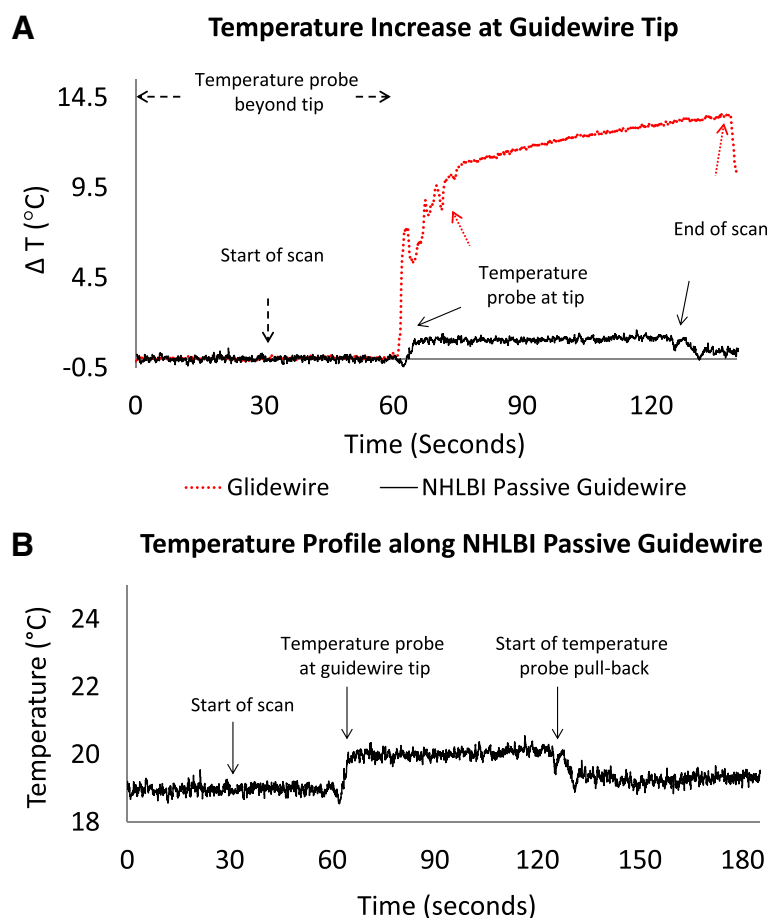 A
Temperature Increase at Guidewire Tip
Temperature probe
beyond tip
14.5
9.5
4.5
-0.5
Δ T (°C)
Start of scan
Temperature
probe at tip
End of scan
0
30
60
90
120
Time (Seconds)
Glidewire
NHLBI Passive Guidewire
B
Temperature Profile along NHLBI Passive Guidewire
24
22
20
18
Temperature (°C)
Start of scan
Temperature probe
at guidewire tip
Start of temperature
probe pull-back
0
30
60
90
120
150
180
Time (seconds)